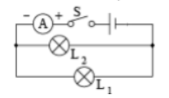 − A + S
L₂
L₁